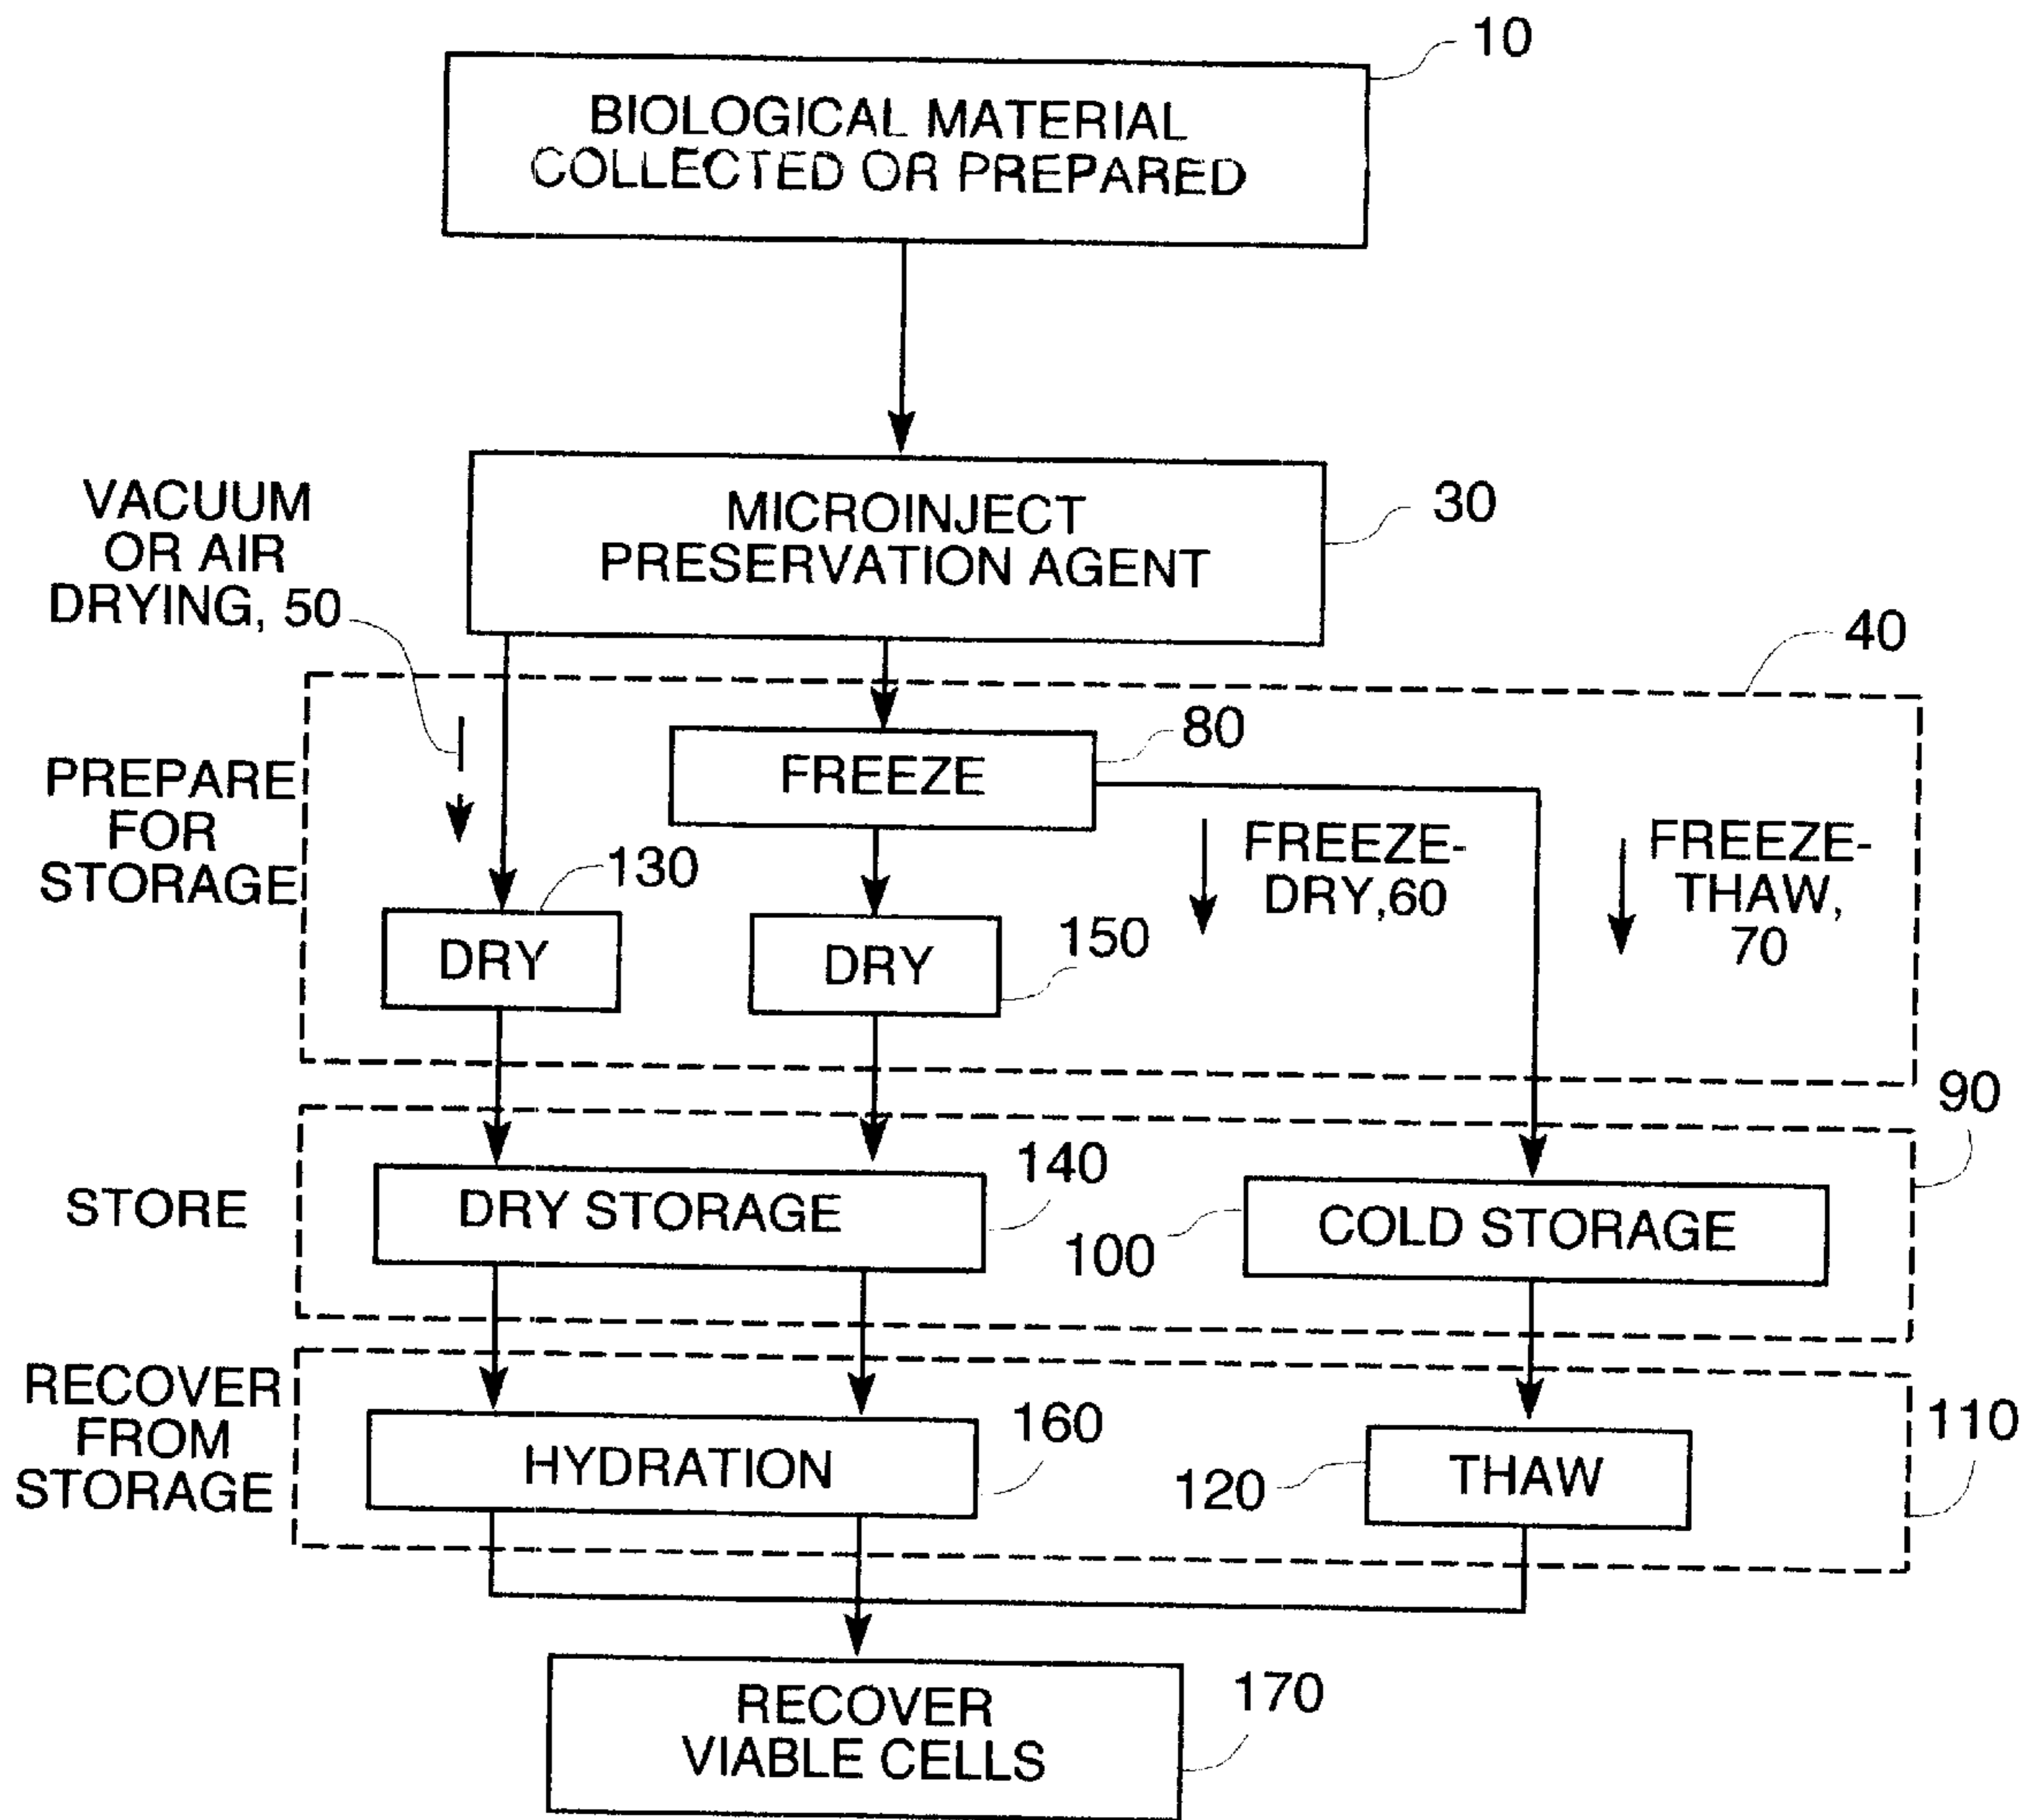 10
BIOLOGICAL MATERIAL
COLLECTED OR PREPARED
MICROINJECT
PRESERVATION AGENT
30
VACUUM
OR AIR
DRYING, 50
40
PREPARE
FOR
STORAGE
FREEZE
80
FREEZE-
DRY,60
FREEZE-
THAW,
70
130
DRY
DRY
150
90
STORE
DRY STORAGE
140
100
COLD STORAGE
RECOVER
FROM
STORAGE
HYDRATION
160
120
THAW
110
RECOVER
VIABLE CELLS
170